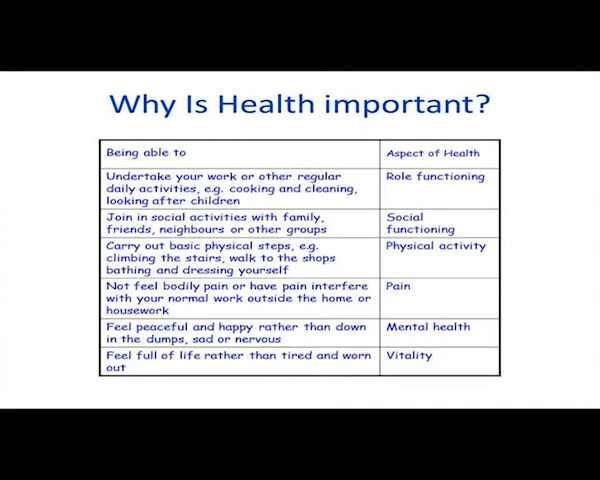 Why Is Health important?
Being able to
Aspect of Health
Undertake your work or other regular
daily activities, e.g. cooking and cleaning,
looking after children
Role functioning
Join in social activities with family,
friends, neighbours or other groups
Social
functioning
Carry out basic physical steps, e.g.
climbing the stairs, walk to the shops
bathing and dressing yourself
Physical activity
Not feel bodily pain or have pain interfere
with your normal work outside the home or
housework
Pain
Feel peaceful and happy rather than down
in the dumps, sad or nervous
Mental health
Feel full of life rather than tired and worn
out
Vitality